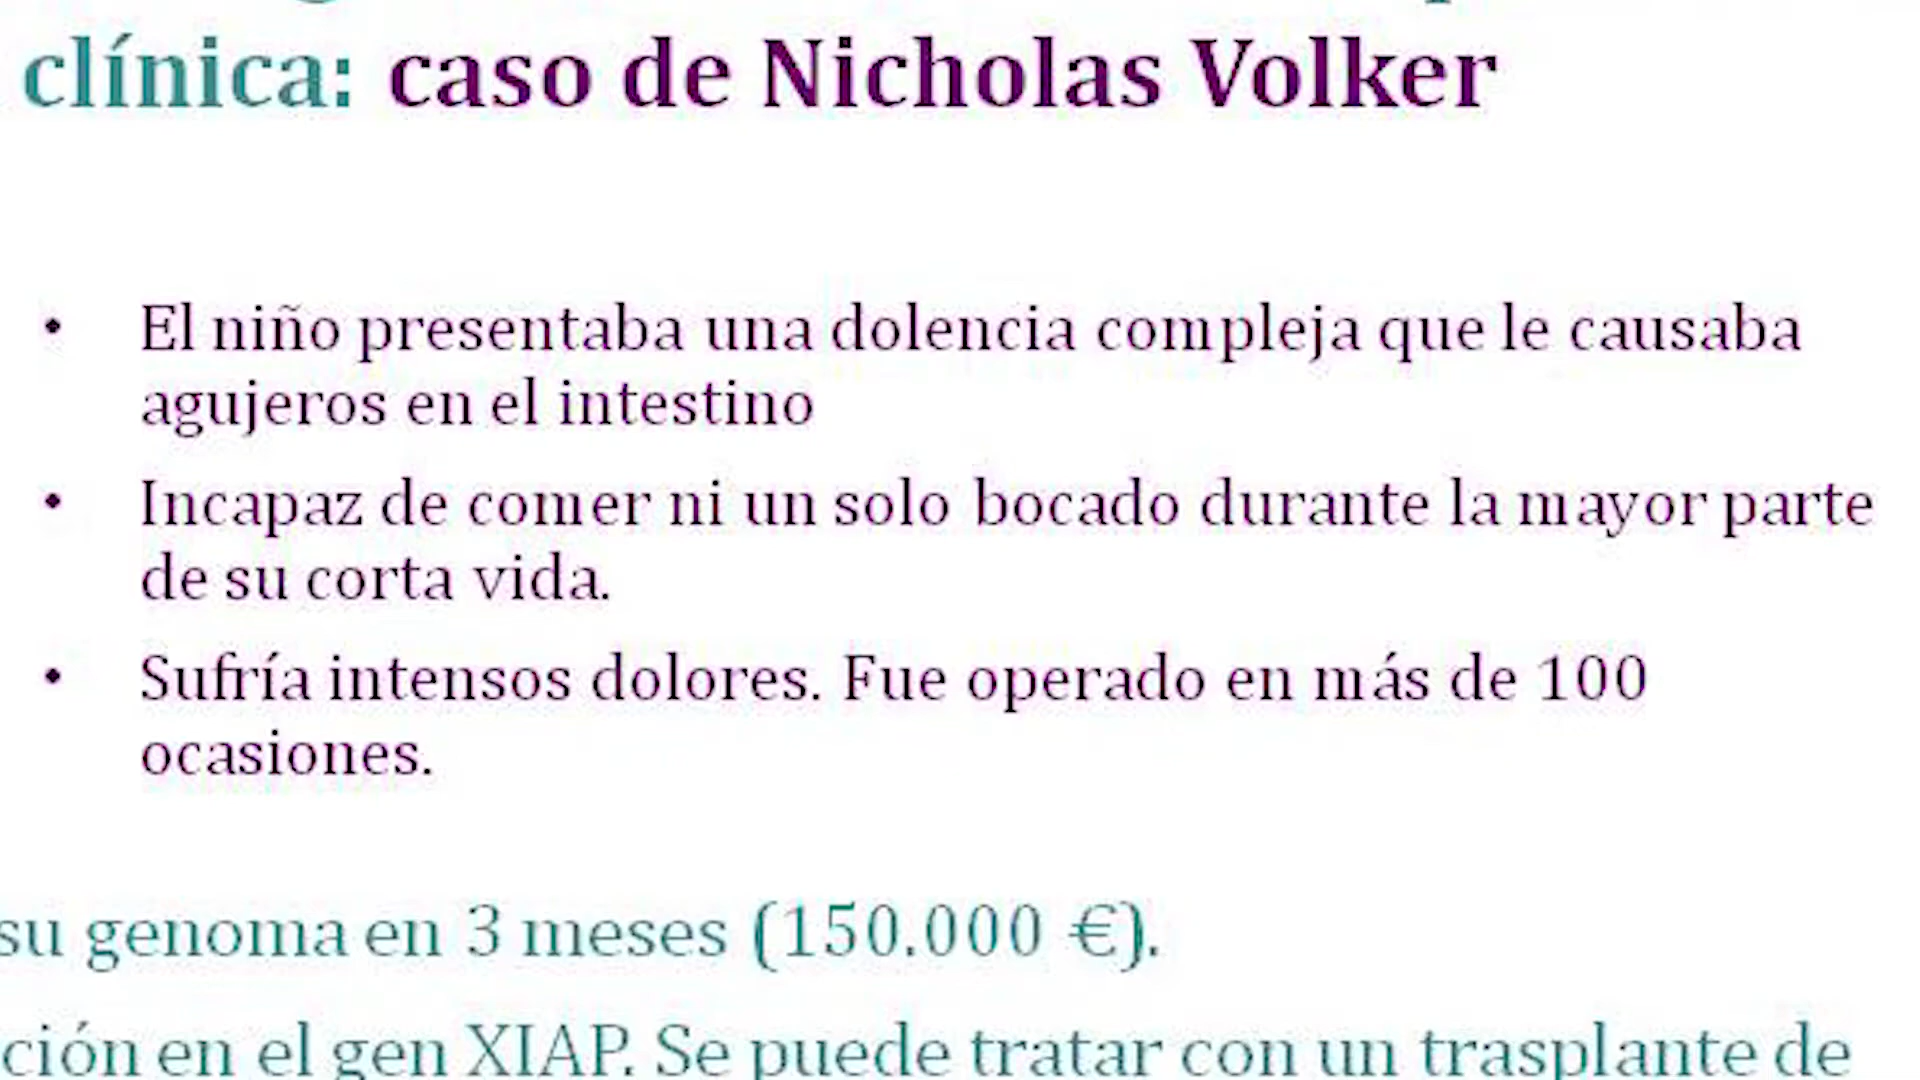 clínica: caso de Nicholas Volker
• El niño presentaba una dolencia compleja que le causaba
agujeros en el intestino
• Incapaz de comer ni un solo bocado durante la mayor parte
de su corta vida.
• Sufría intensos dolores. Fue operado en más de 100
ocasiones.
su genoma en 3 meses (150.000 €).
ción en el gen XIAP. Se puede tratar con un trasplante de